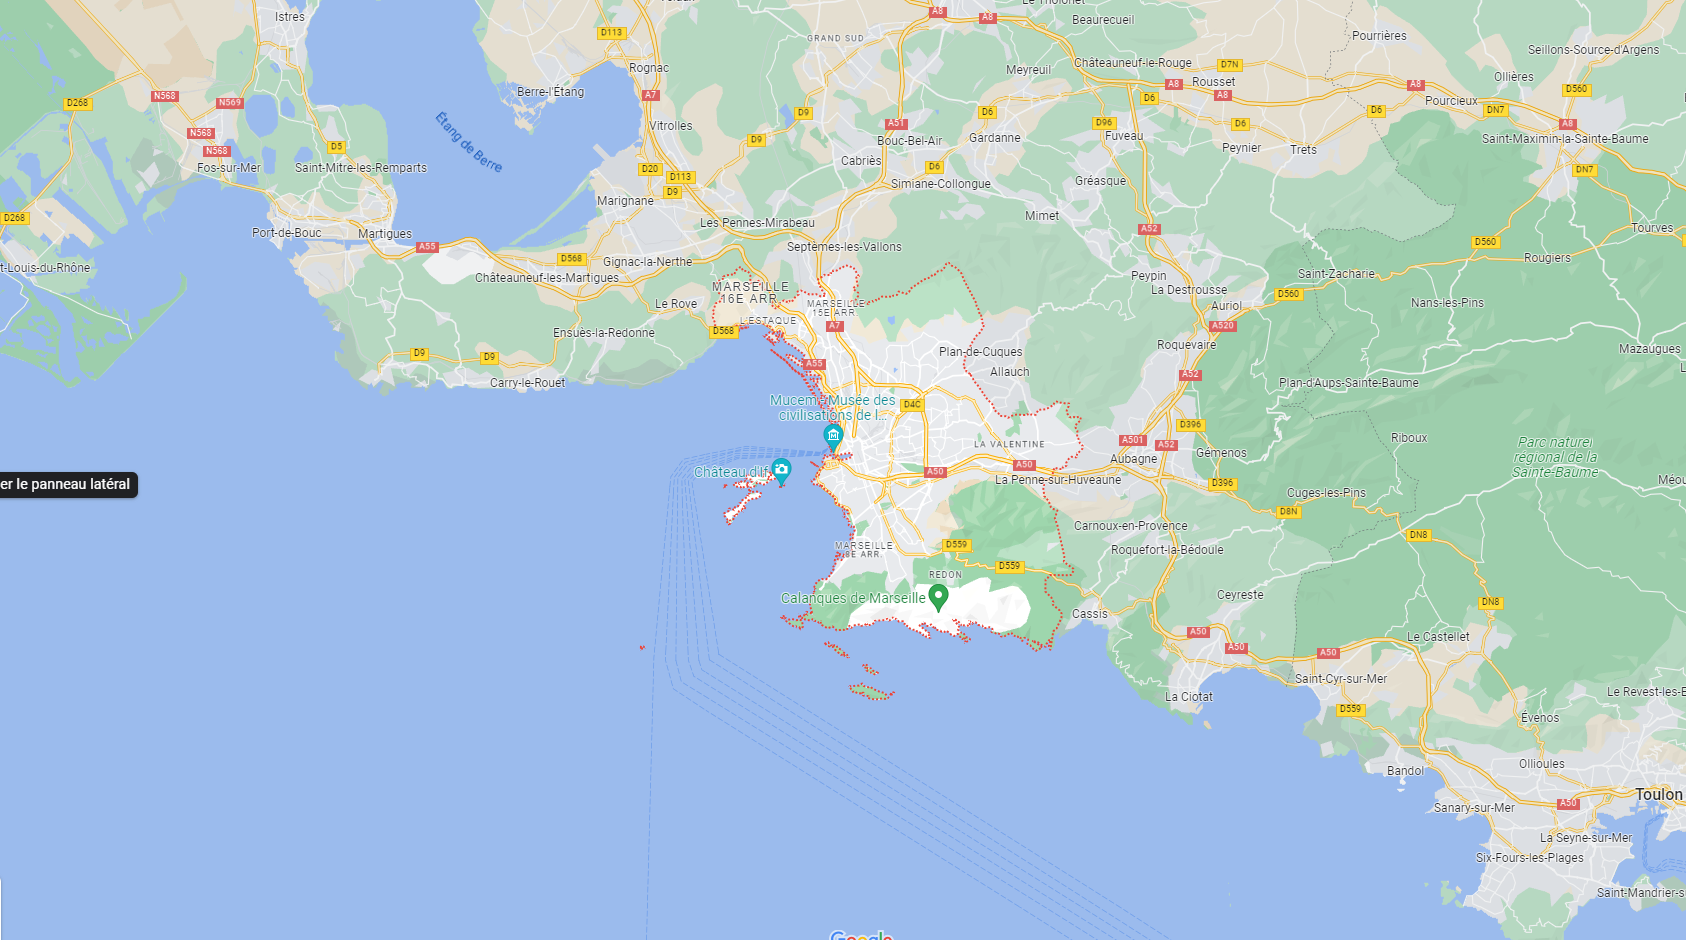 Le Tholonet
A8
A8
Istres
Beaurecueil
D113
GRAND SUD
Pourrières
Seillons-Source-d'Argens
Rognac
Meyreuil
Châteauneuf-le-Rouge
D7N
Ollières
Berre-l'Étang
A7
A8
Rousset
A8
A8
D560
N568
N569
D268
D6
Pourcieux
DN7
D9
D6
D6
D6
Étang de Berre
Vitrolles
A51
D96
Fuveau
A8
N568
D9
Bouc-Bel-Air
Gardanne
Saint-Maximin-la-Sainte-Baume
D5
N568
Peynier
Trets
Cabriès
D6
Fos-sur-Mer
Saint-Mitre-les-Remparts
D20
D113
DN7
Simiane-Collongue
Gréasque
D9
Marignane
D268
Les Pennes-Mirabeau
Mimet
A52
Tourves
Port-de-Bouc
Martigues
A55
Septèmes-les-Vallons
D560
Rougiers
t-Louis-du-Rhône
D568
Gignac-la-Nerthe
Châteauneuf-les-Martigues
Peypin
Saint-Zacharie
MARSEILLE
16E ARR.
La Destrousse
D560
Le Rove
MARSEILLE
15E ARR.
Auriol
Nans-les-Pins
L'ESTAQUE
A7
A520
Ensuès-la-Redonne
D568
Roquevaire
Mazaugues
D9
D9
Plan-de-Cuques
A55
Allauch
A52
Carry-le-Rouet
Plan-d'Aups-Sainte-Baume
Mucem - Musée des
civilisations de l...
D4C
D396
LA VALENTINE
A501
A52
Riboux
Parc naturel
régional de la
Sainte-Baume
Gémenos
Aubagne
Château d'If
A50
A50
La Penne-sur-Huveaune
D396
er le panneau latéral
Cuges-les-Pins
D8N
Carnoux-en-Provence
DN8
MARSEILLE
8E ARR.
D559
Roquefort-la-Bédoule
D559
REDON
Calanques de Marseille
Ceyreste
DN8
Cassis
A50
Le Castellet
A50
A50
Saint-Cyr-sur-Mer
La Ciotat
D559
Évenos
Bandol
Ollioules
Toulon
Sanary-sur-Mer
A50
La Seyne-sur-Mer
Six-Fours-les-Plages
Google